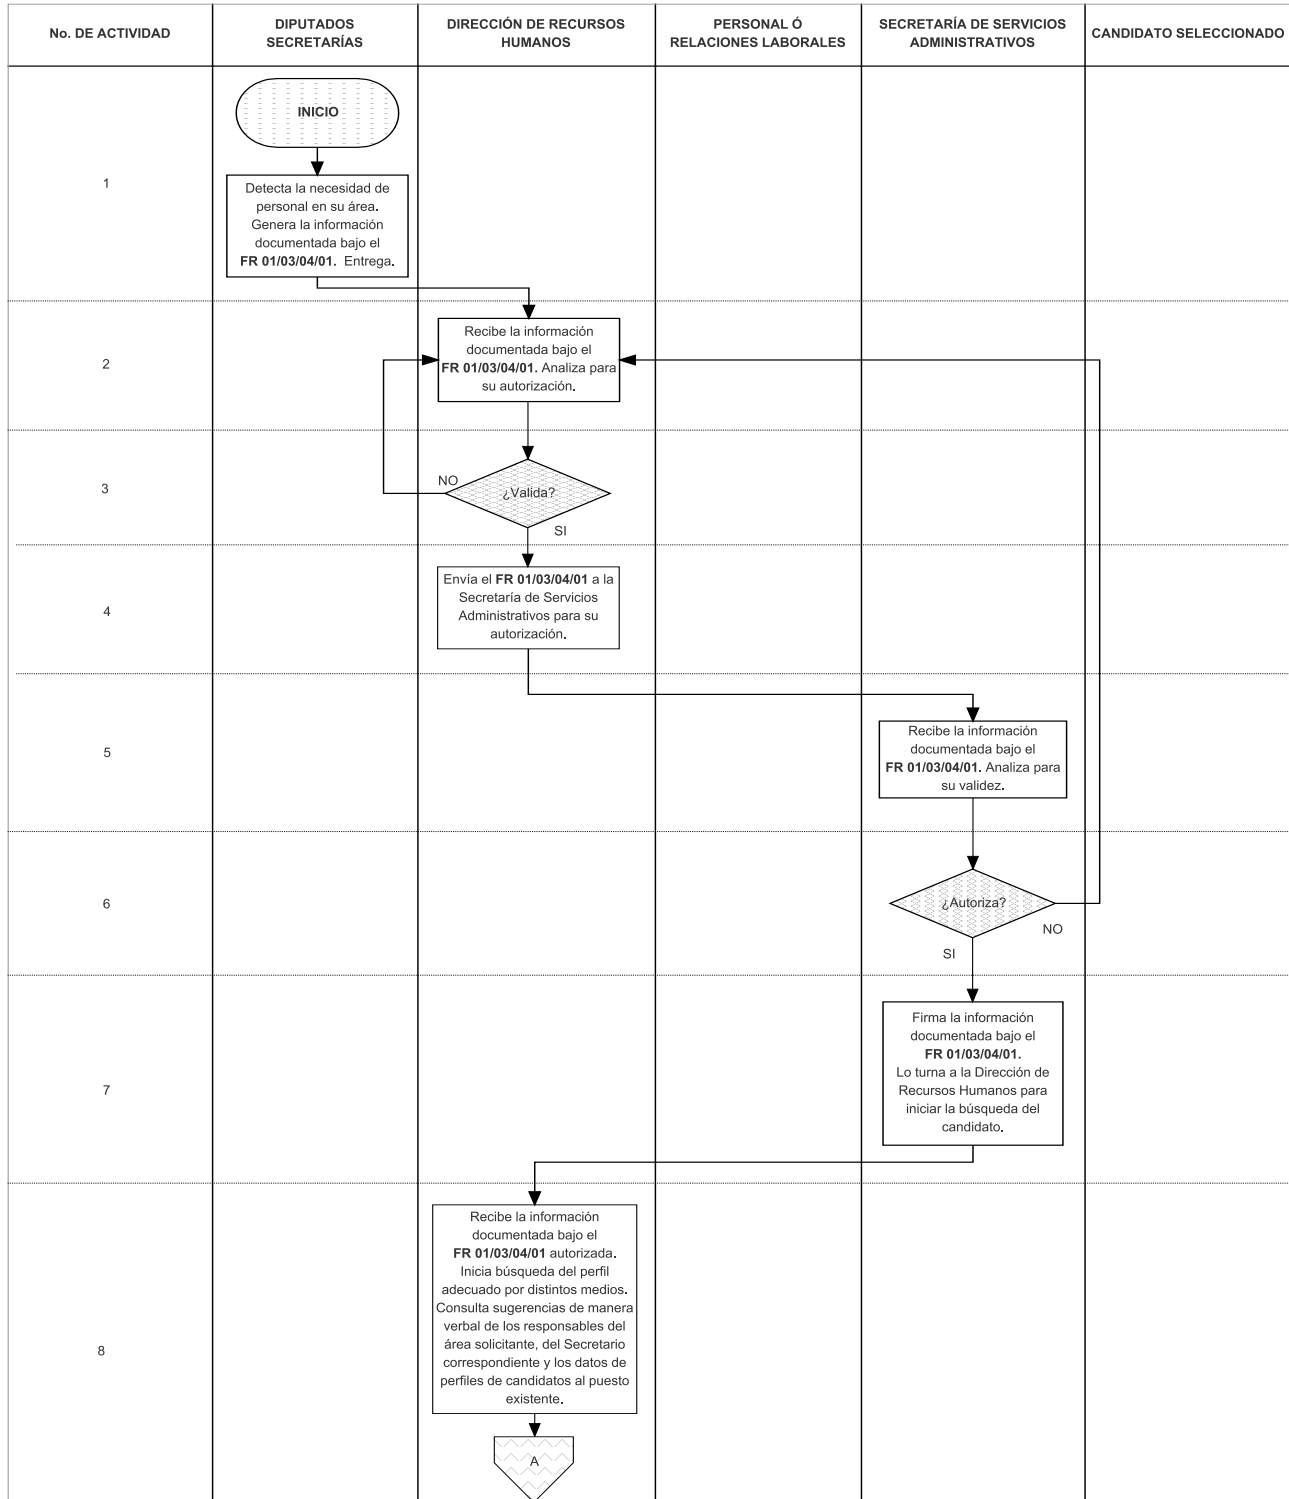 No. DE ACTIVIDAD
DIPUTADOS
SECRETARÍAS
DIRECCIÓN DE RECURSOS
HUMANOS
PERSONAL Ó
RELACIONES LABORALES
SECRETARÍA DE SERVICIOS
ADMINISTRATIVOS
CANDIDATO SELECCIONADO
INICIO
1
Detecta la necesidad de
personal en su área.
Genera la información
documentada bajo el
FR 01/03/04/01. Entrega.
2
Recibe la información
documentada bajo el
FR 01/03/04/01. Analiza para
su autorización.
3
NO
¿Valida?
SI
4
Envía el FR 01/03/04/01 a la
Secretaría de Servicios
Administrativos para su
autorización.
5
Recibe la información
documentada bajo el
FR 01/03/04/01. Analiza para
su validez.
6
¿Autoriza?
NO
SI
7
Firma la información
documentada bajo el
FR 01/03/04/01.
Lo turna a la Dirección de
Recursos Humanos para
iniciar la búsqueda del
candidato.
8
Recibe la información
documentada bajo el
FR 01/03/04/01 autorizada.
Inicia búsqueda del perfil
adecuado por distintos medios.
Consulta sugerencias de manera
verbal de los responsables del
área solicitante, del Secretario
correspondiente y los datos de
perfiles de candidatos al puesto
existente.
A